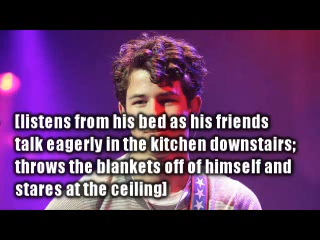 [listens from his bed as his friends
talk eagerly in the kitchen downstairs;
throws the blankets off of himself and
stares at the ceiling]